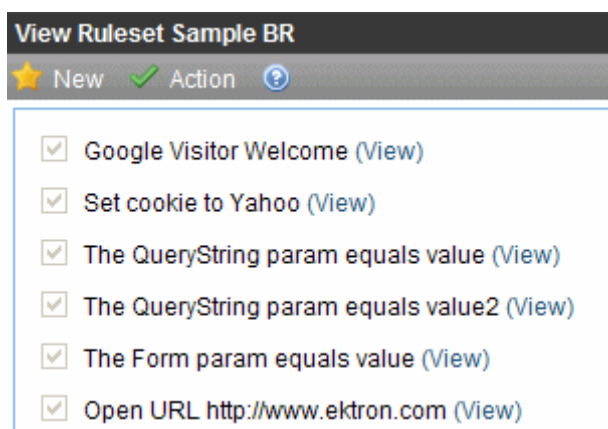 View Ruleset Sample BR
New Action
Google Visitor Welcome (View)
Set cookie to Yahoo (View)
The QueryString param equals value (View)
The QueryString param equals value2 (View)
The Form param equals value (View)
Open URL http://www.ektron.com (View)